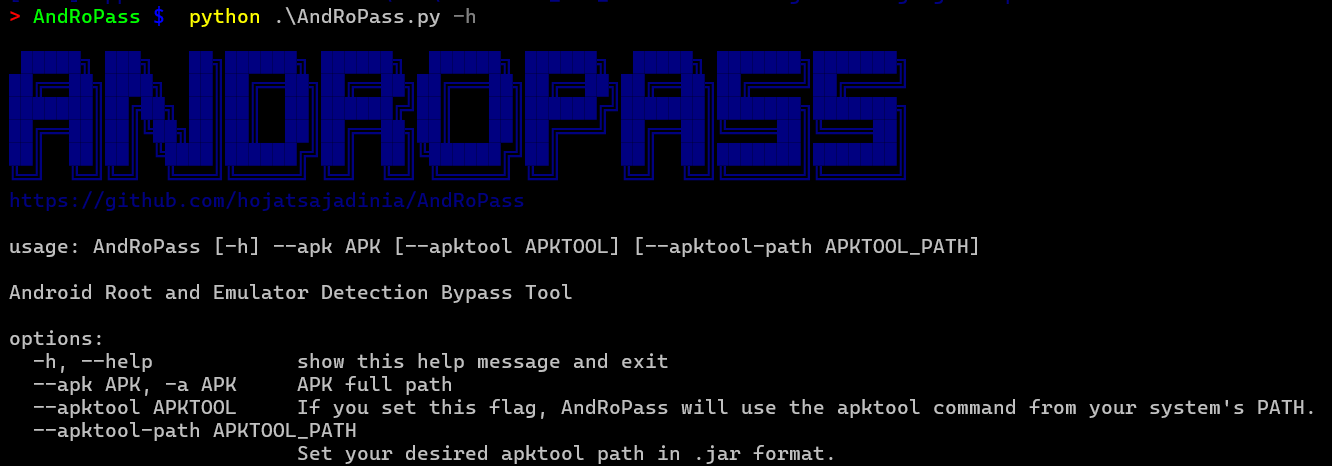 > AndRoPass $ python .\AndRoPass.py -h
ANDROPASS
https://github.com/hojatsajadinia/AndRoPass
usage: AndRoPass [-h] --apk APK [--apktool APKTOOL] [--apktool-path APKTOOL_PATH]
Android Root and Emulator Detection Bypass Tool
options:
-h, --help show this help message and exit
--apk APK, -a APK APK full path
--apktool APKTOOL If you set this flag, AndRoPass will use the apktool command from your system's PATH.
--apktool-path APKTOOL_PATH
Set your desired apktool path in .jar format.